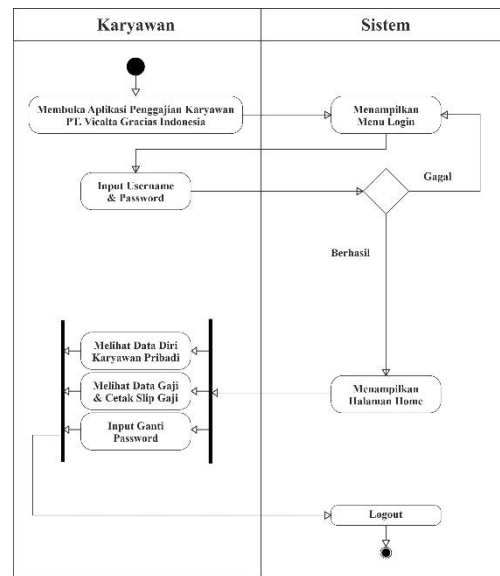 Karyawan
Sistem
Membuka Aplikasi Penggajian Karyawan
PT. Vicalta Gracias Indonesia
Menampilkan
Menu Login
Input Username
& Password
Gagal
Berhasil
Melihat Data Diri
Karyawan Pribadi
Melihat Data Gaji
& Cetak Slip Gaji
Input Ganti
Password
Menampilkan
Halaman Home
Logout